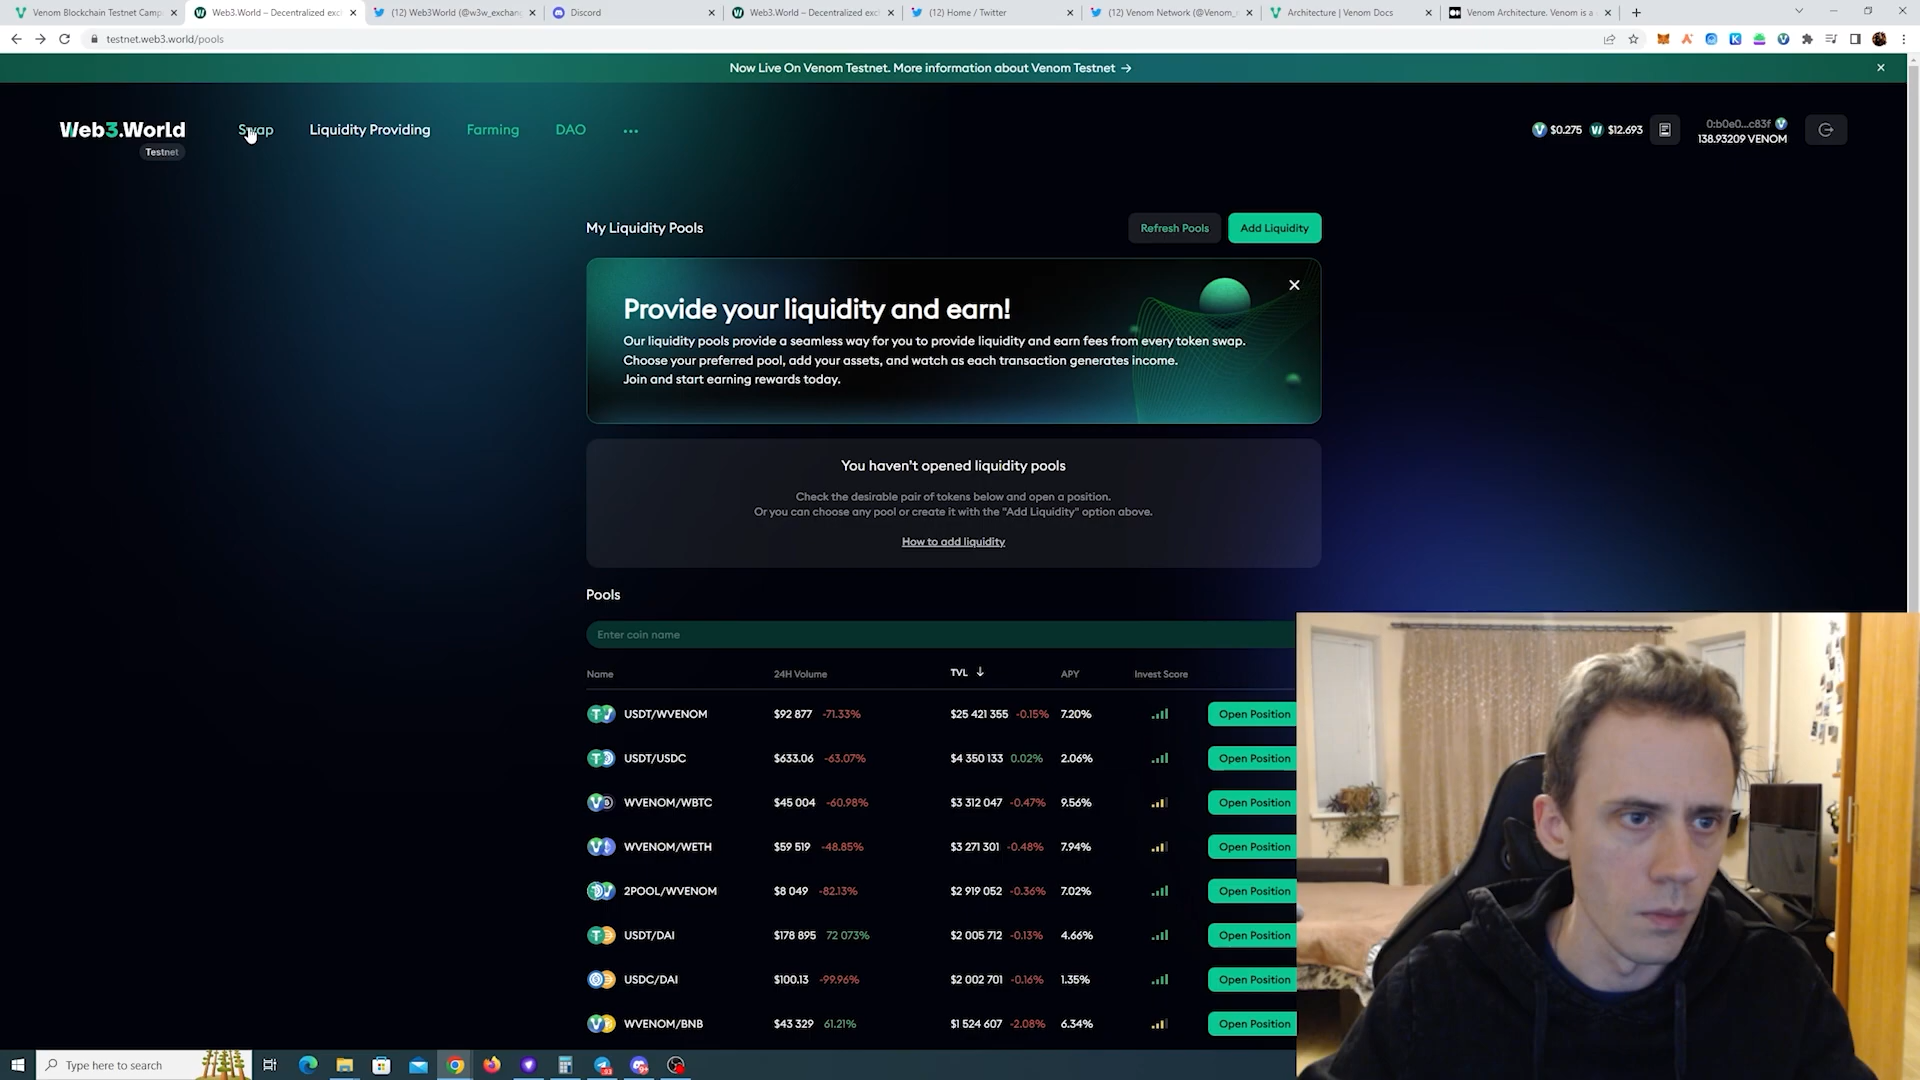 Venom Blockchain Testnet Camp
Web3.World – Decentralized exc
(12) Web3World (@w3w_exchan
Discord
Web3.World – Decentralized exc
(12) Home / Twitter
(12) Venom Network (@Venom_n
Architecture | Venom Docs
Venom Architecture. Venom is a
testnet.web3.world/pools
Now Live On Venom Testnet. More information about Venom Testnet →
Web3.World
Testnet
Swap
Liquidity Providing
Farming
DAO
...
$0.275
$12.693
0:b0e0...c83f
138.93209 VENOM
My Liquidity Pools
Refresh Pools
Add Liquidity
Provide your liquidity and earn!
Our liquidity pools provide a seamless way for you to provide liquidity and earn fees from every token swap.
Choose your preferred pool, add your assets, and watch as each transaction generates income.
Join and start earning rewards today.
You haven't opened liquidity pools
Check the desirable pair of tokens below and open a position.
Or you can choose any pool or create it with the "Add Liquidity" option above.
How to add liquidity
Pools
Enter coin name
Name 24H Volume TVL ↓ APY Invest Score
USDT/WVENOM $92 877 -71.33% $25 421 355 -0.15% 7.20% Open Position
USDT/USDC $633.06 -63.07% $4 350 133 0.02% 2.06% Open Position
WVENOM/WBTC $45 004 -60.98% $3 312 047 -0.47% 9.56% Open Position
WVENOM/WETH $59 519 -48.85% $3 271 301 -0.48% 7.94% Open Position
2POOL/WVENOM $8 049 -82.13% $2 919 052 -0.36% 7.02% Open Position
USDT/DAI $178 895 72 073% $2 005 712 -0.13% 4.66% Open Position
USDC/DAI $100.13 -99.96% $2 002 701 -0.16% 1.35% Open Position
WVENOM/BNB $43 329 61.21% $1 524 607 -2.08% 6.34% Open Position
Type here to search